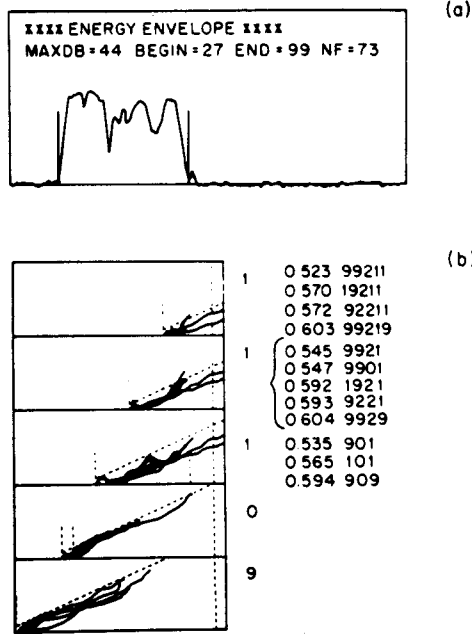 (a)
xxxx ENERGY ENVELOPE xxxx
MAXDB=44 BEGIN=27 END=99 NF=73
(b)
1 0 523 99211
0 570 19211
0 572 92211
0 603 99219
1 0 545 9921
0 547 9901
0 592 1921
0 593 9221
0 604 9929
1 0 535 901
0 565 101
0.594 909
0
9